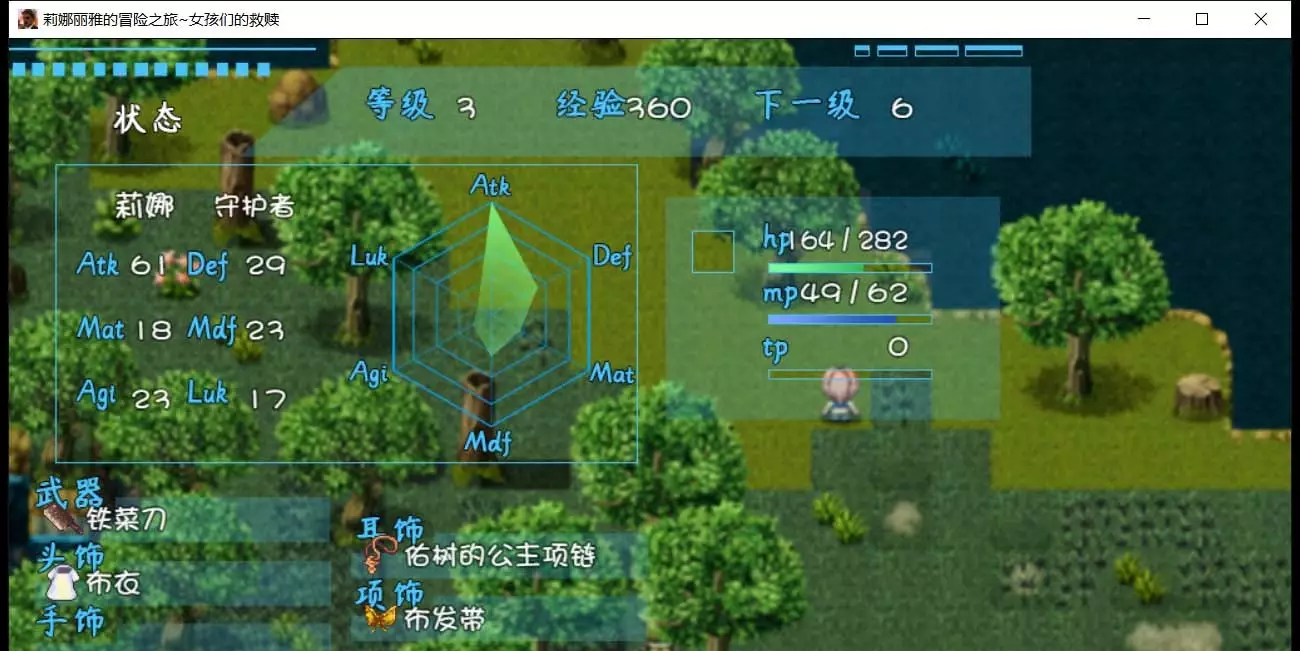 莉娜丽雅的冒险之旅~女孩们的救赎
状态
等级 3 经验360 下一级 6
莉娜 守护者
Atk 61 Def 29
Mat 18 Mdf 23
Agi 23 Luk 17
Atk
Luk Def
Agi Mat
Mdf
hp164/282
mp49/62
tp 0
武器
铁菜刀
头饰
布衣
手饰
耳饰
佑树的公主项链
项饰
布发带